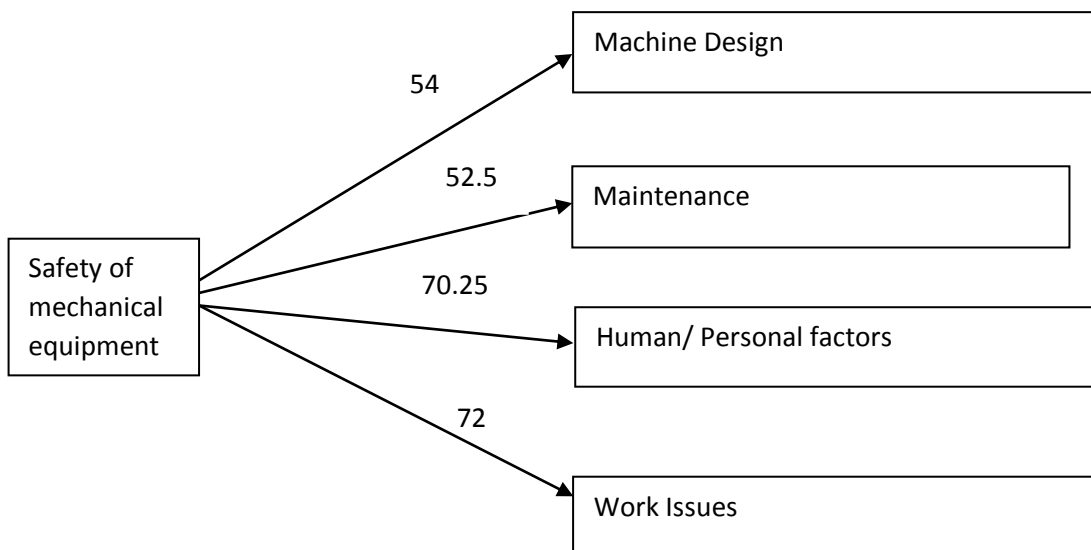 Machine Design
54
52.5
Maintenance
Safety of
mechanical
equipment
70.25
Human/ Personal factors
72
Work Issues